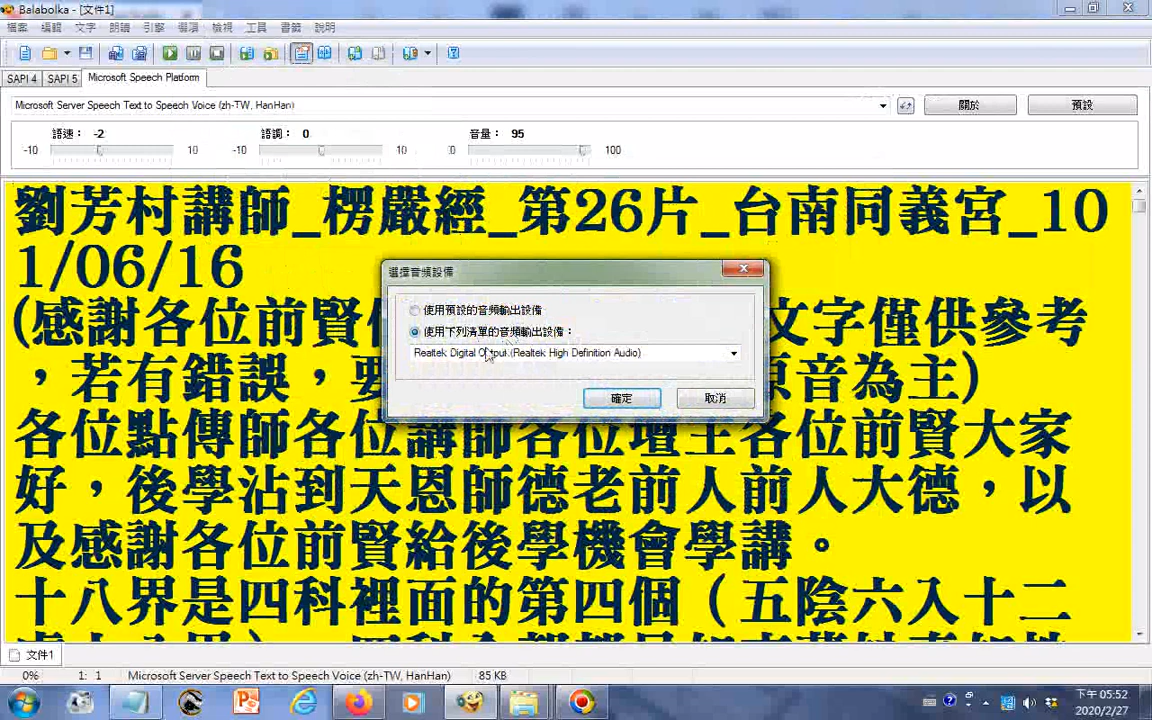 Balabolka - [文件1]
檔案 編輯 文字 朗讀 引擎 選項 檢視 工具 書籤 說明
SAPI 4 SAPI 5 Microsoft Speech Platform
Microsoft Server Speech Text to Speech Voice (zh-TW, HanHan) 關於 預設
語速： -2 語調： 0 音量： 95
-10 10 -10 10 0 100
劉芳村講師_楞嚴經_第26片_台南同義宮_10
1/06/16
(感謝各位前賢 文字僅供參考
，若有錯誤，要 原音為主)
各位點傳師各位講師各位壇主各位前賢大家
好，後學沾到天恩師德老前人前人大德，以
及感謝各位前賢給後學機會學講。
十八界是四科裡面的第四個（五陰六入十二
選擇音頻設備
使用預設的音頻輸出設備
使用下列清單的音頻輸出設備：
Realtek Digital Output (Realtek High Definition Audio)
確定 取消
文件1
0% 1: 1 Microsoft Server Speech Text to Speech Voice (zh-TW, HanHan) 85 KB
下午 05:52
2020/2/27